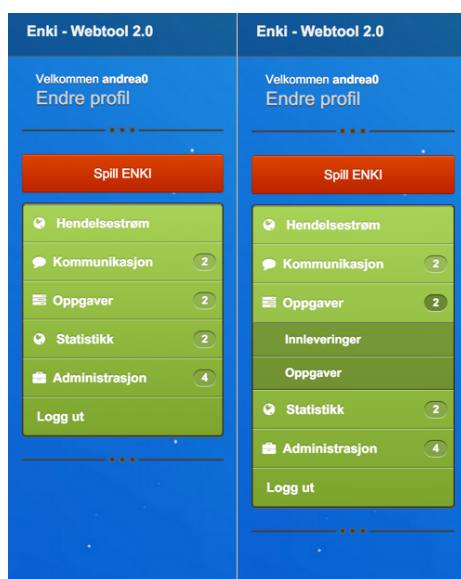 Enki - Webtool 2.0
Velkommen andrea0
Endre profil
Spill ENKI
Hendelsestrøm
Kommunikasjon 2
Oppgaver 2
Statistikk 2
Administrasjon 4
Logg ut
Enki - Webtool 2.0
Velkommen andrea0
Endre profil
Spill ENKI
Hendelsestrøm
Kommunikasjon 2
Oppgaver 2
Innleveringer
Oppgaver
Statistikk 2
Administrasjon 4
Logg ut